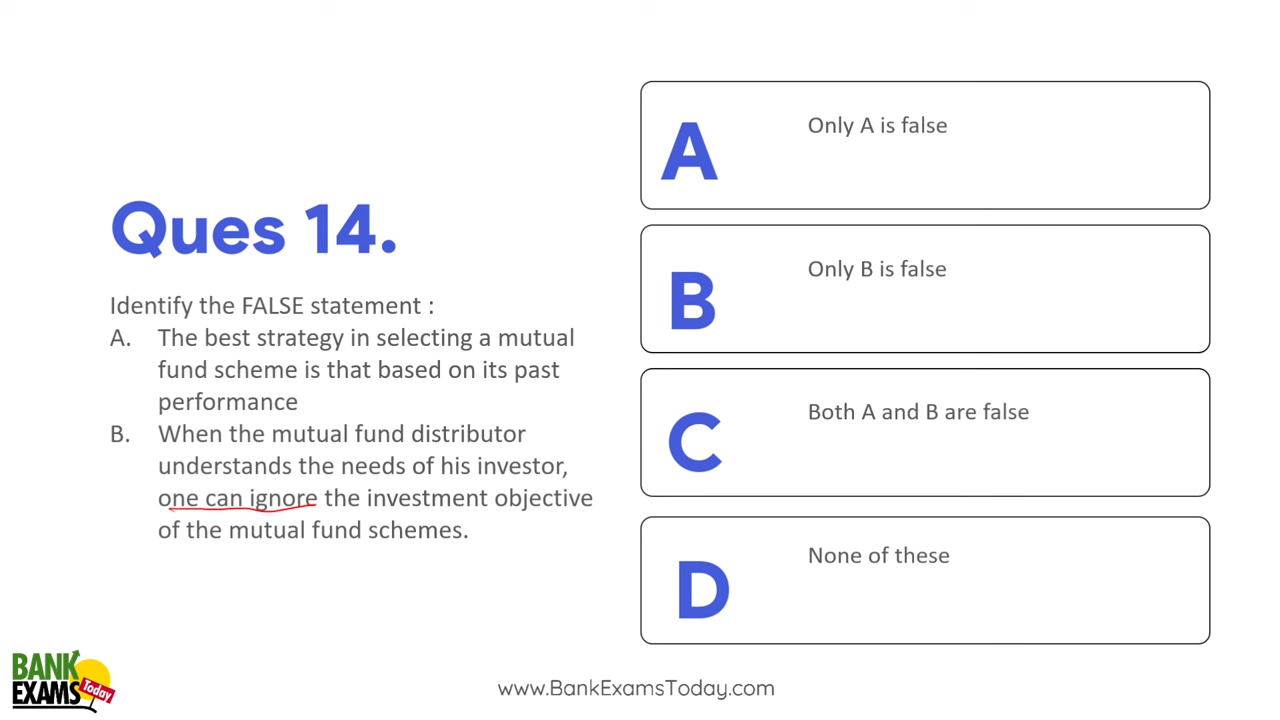 Ques 14.
Identify the FALSE statement :
A. The best strategy in selecting a mutual
fund scheme is that based on its past
performance
B. When the mutual fund distributor
understands the needs of his investor,
one can ignore the investment objective
of the mutual fund schemes.
A Only A is false
B Only B is false
C Both A and B are false
D None of these
BANK
EXAMS Today
www.BankExamsToday.com